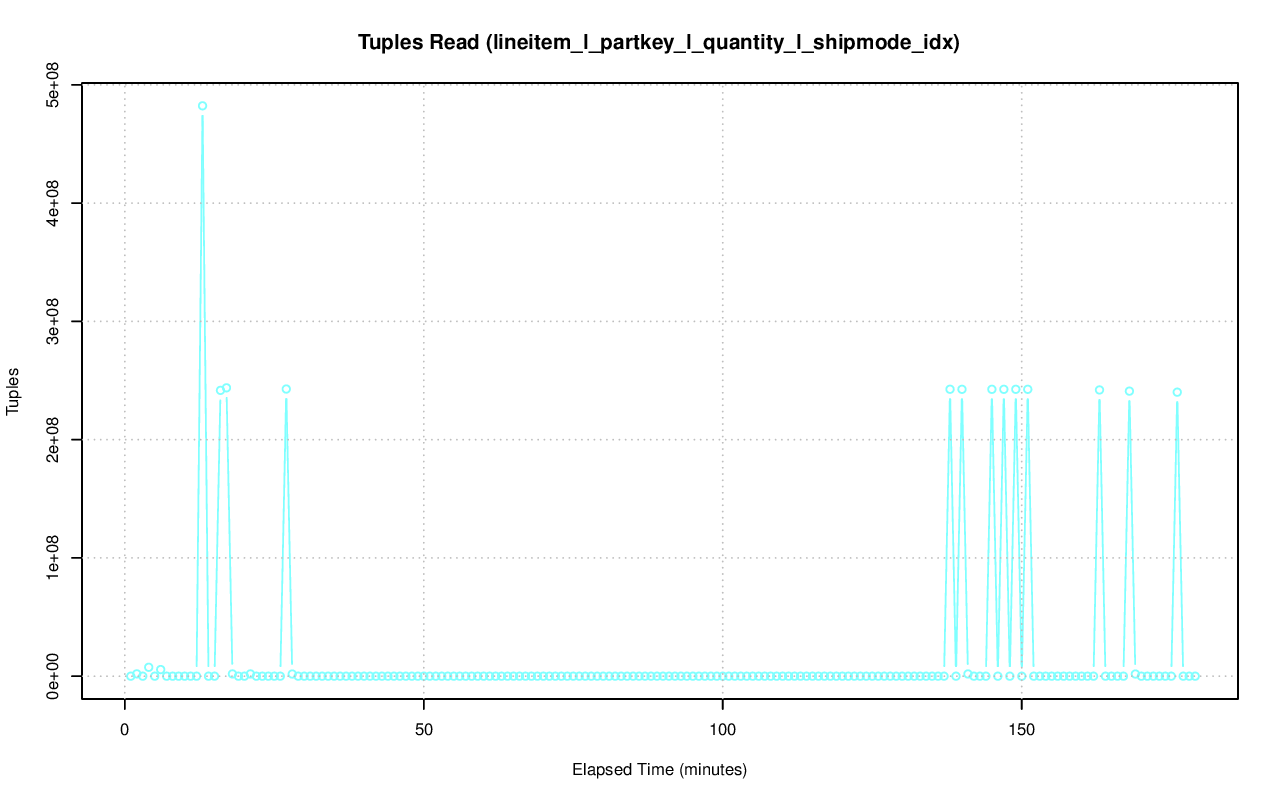 Tuples Read (lineitem_l_partkey_l_quantity_l_shipmode_idx)
5e+08
4e+08
3e+08
2e+08
1e+08
0e+00
Tuples
0 50 100 150
Elapsed Time (minutes)